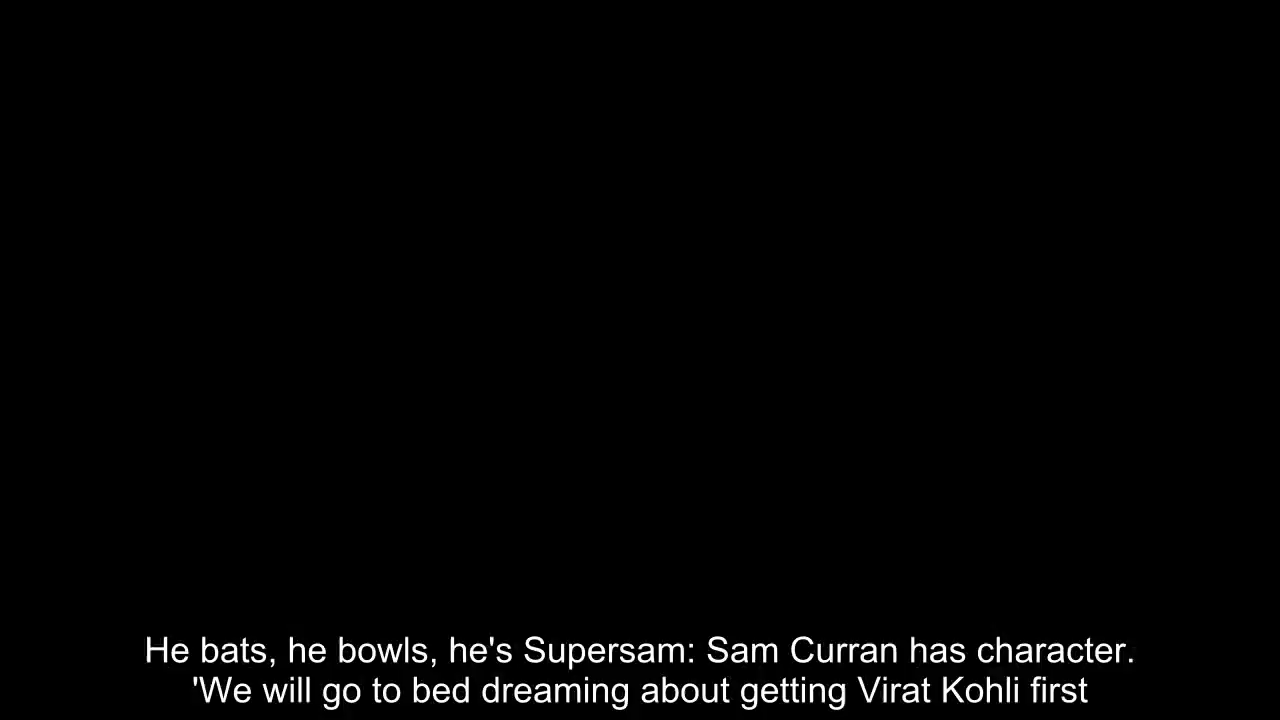 He bats, he bowls, he's Supersam: Sam Curran has character.
'We will go to bed dreaming about getting Virat Kohli first